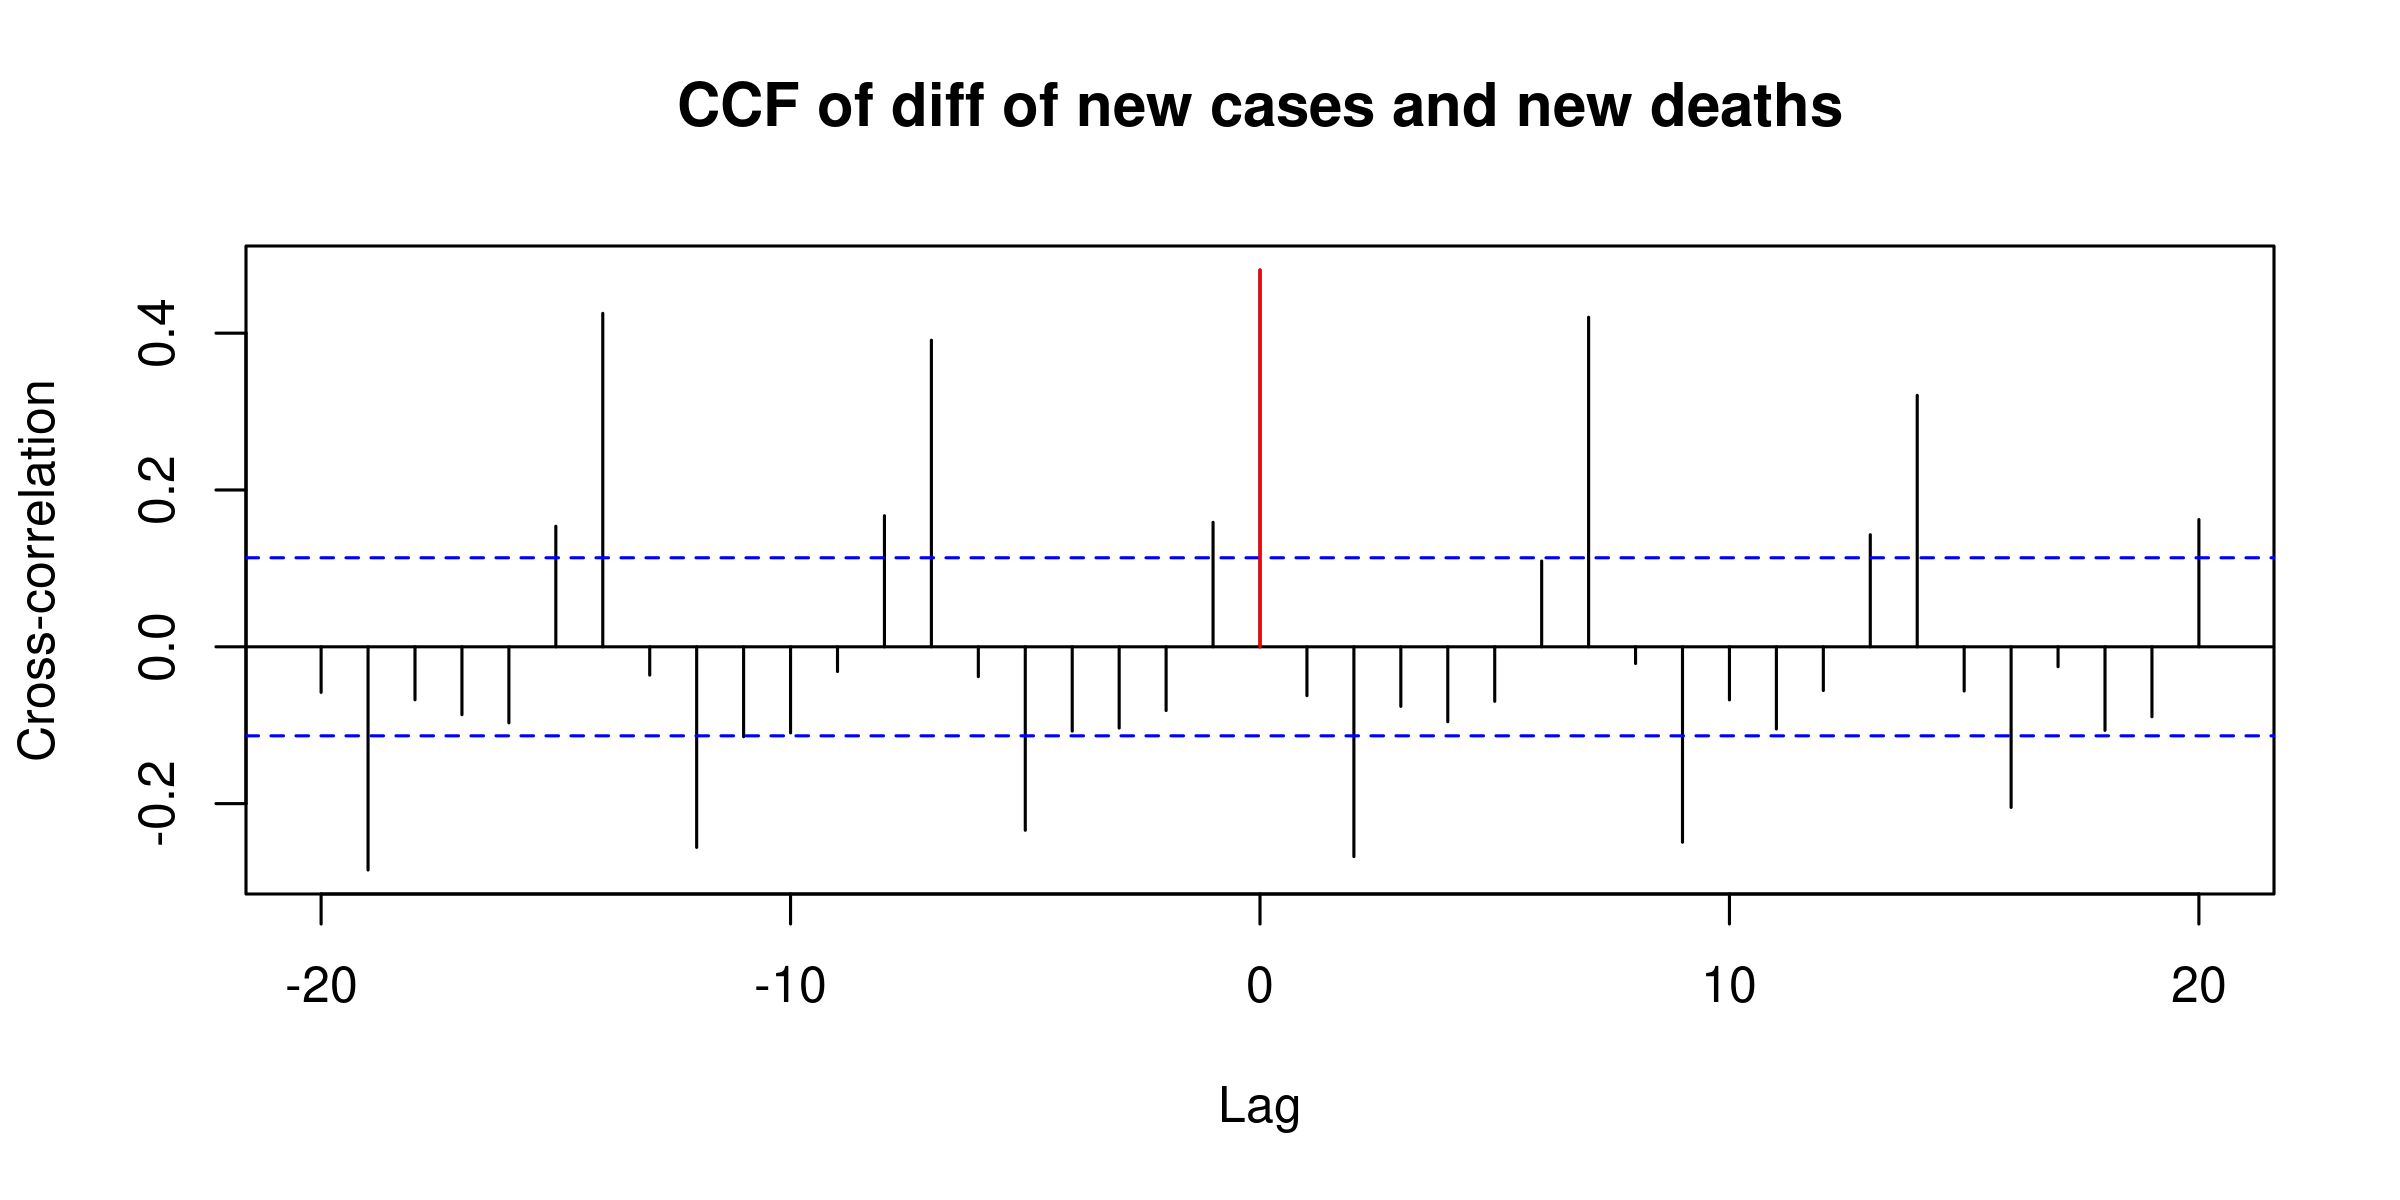 CCF of diff of new cases and new deaths
Cross-correlation
0.4
0.2
0.0
-0.2
-20 -10 0 10 20
Lag